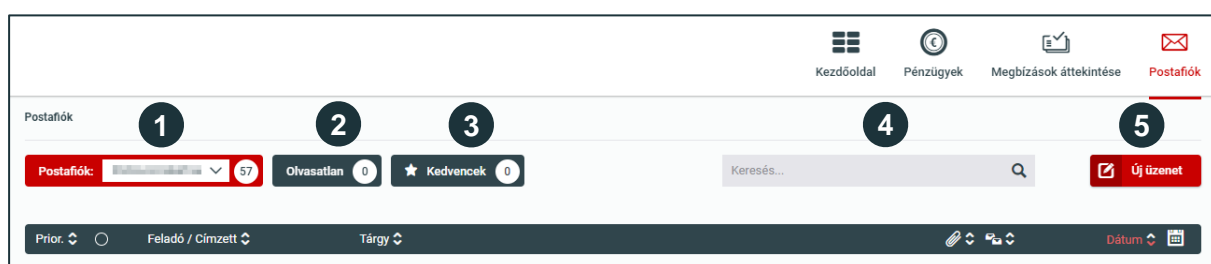 Kezdőoldal Pénzügyek Megbízások áttekintése Postafiók
Postafiók
1 2 3 4 5
Postafiók: 57 Olvasatlan 0 Kedvencek 0 Keresés... Új üzenet
Prior. Feladó / Címzett Tárgy Dátum